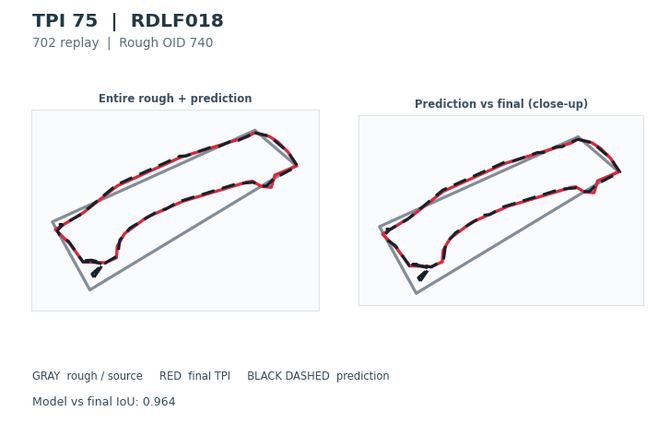 TPI 75 | RDLF018
702 replay | Rough OID 740
Entire rough + prediction
Prediction vs final (close-up)
GRAY rough / source RED final TPI BLACK DASHED prediction
Model vs final IoU: 0.964